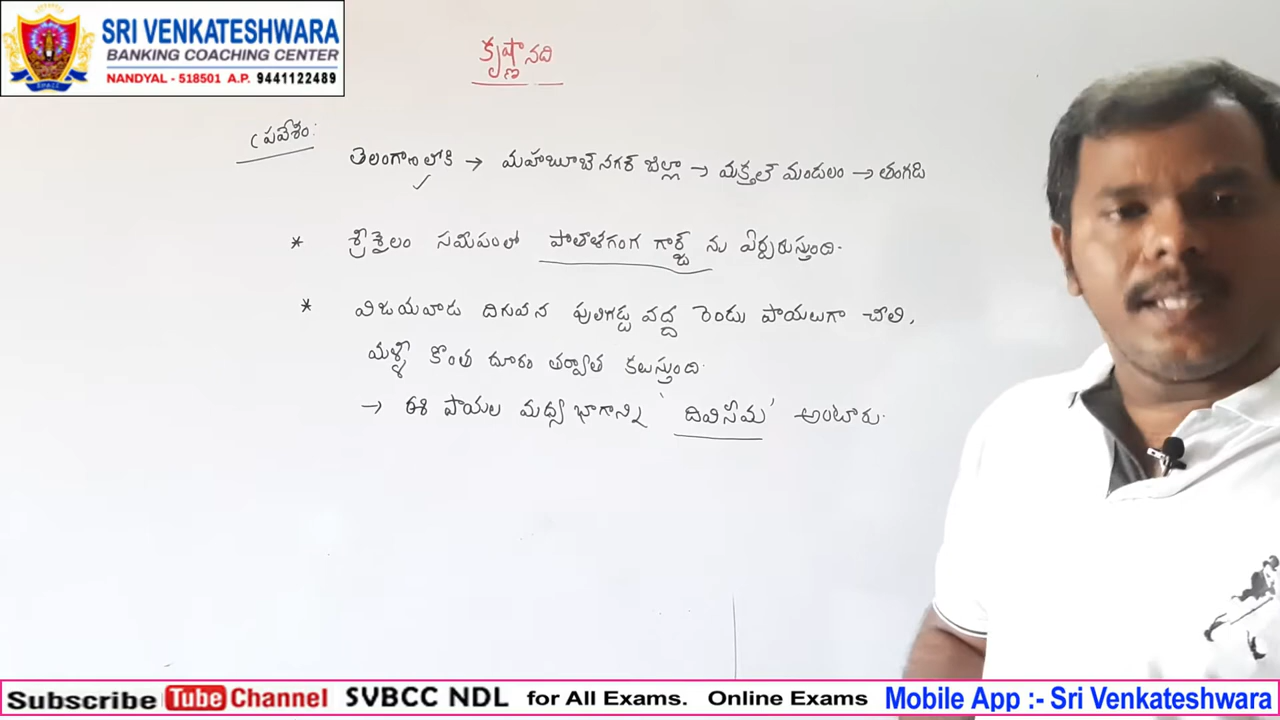 SRI VENKATESHWARA
BANKING COACHING CENTER
NANDYAL - 518501 A.P. 9441122489
కృష్ణానది
ప్రవేశం:
తెలంగాణలోకి → మహబూబ్‌నగర్ జిల్లా → మక్తల్ మండలం → తంగడి
* శ్రీశైలం సమీపంలో పాతాళగంగ గార్జ్ ను ఏర్పరుస్తుంది.
* విజయవాడ దిగువన పులిగడ్డ వద్ద రెండు పాయలుగా చీలి,
మళ్ళీ కొంత దూరం తర్వాత కలుస్తుంది.
→ ఈ పాయల మధ్య భాగాన్ని 'దివిసీమ' అంటారు.
Subscribe YouTube Channel SVBCC NDL for All Exams. Online Exams Mobile App :- Sri Venkateshwara